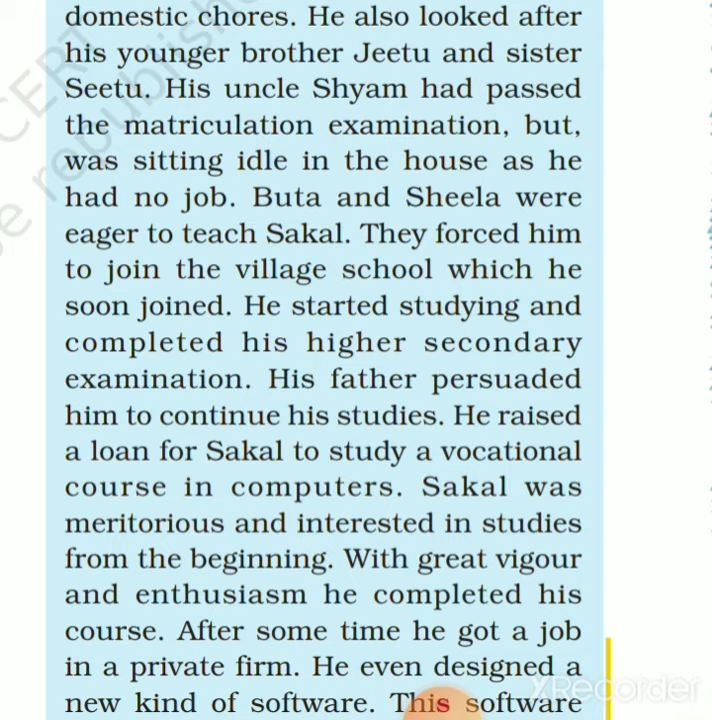 domestic chores. He also looked after
his younger brother Jeetu and sister
Seetu. His uncle Shyam had passed
the matriculation examination, but,
was sitting idle in the house as he
had no job. Buta and Sheela were
eager to teach Sakal. They forced him
to join the village school which he
soon joined. He started studying and
completed his higher secondary
examination. His father persuaded
him to continue his studies. He raised
a loan for Sakal to study a vocational
course in computers. Sakal was
meritorious and interested in studies
from the beginning. With great vigour
and enthusiasm he completed his
course. After some time he got a job
in a private firm. He even designed a
new kind of software. This software
XRecorder